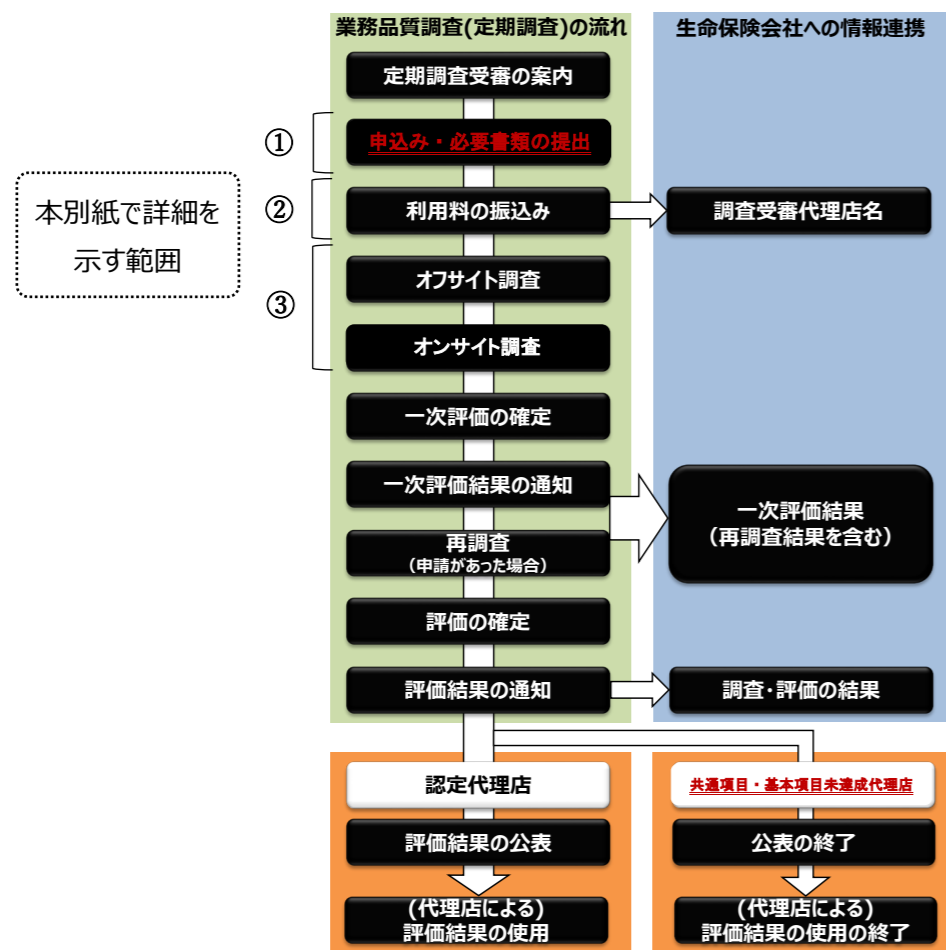 業務品質調査(定期調査)の流れ
生命保険会社への情報連携
定期調査受審の案内
①
申込み・必要書類の提出
本別紙で詳細を
示す範囲
②
利用料の振込み
調査受審代理店名
③
オフサイト調査
オンサイト調査
一次評価の確定
一次評価結果の通知
一次評価結果
（再調査結果を含む）
再調査
（申請があった場合）
評価の確定
評価結果の通知
調査・評価の結果
認定代理店
共通項目・基本項目未達成代理店
評価結果の公表
公表の終了
(代理店による)
評価結果の使用
(代理店による)
評価結果の使用の終了